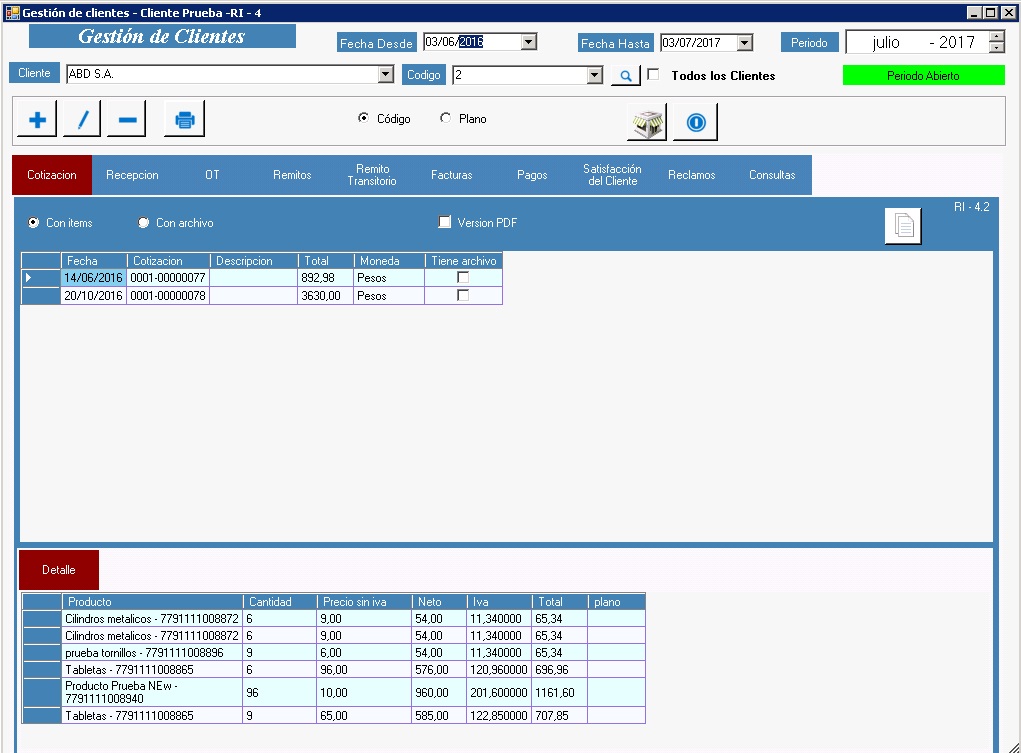 Gestión de clientes - Cliente Prueba -RI - 4
Gestión de Clientes
Fecha Desde 03/06/2016 Fecha Hasta 03/07/2017 Periodo julio - 2017
Cliente ABD S.A. Codigo 2 Todos los Clientes Periodo Abierto
Código Plano
Cotizacion Recepcion OT Remitos Remito Transitorio Facturas Pagos Satisfacción del Cliente Reclamos Consultas
RI - 4.2
Con items Con archivo Version PDF
Fecha Cotizacion Descripcion Total Moneda Tiene archivo
14/06/2016 0001-00000077 892,98 Pesos
20/10/2016 0001-00000078 3630,00 Pesos
Detalle
Producto Cantidad Precio sin iva Neto Iva Total plano
Cilindros metalicos - 7791111008872 6 9,00 54,00 11,340000 65,34
Cilindros metalicos - 7791111008872 6 9,00 54,00 11,340000 65,34
prueba tornillos - 7791111008896 9 6,00 54,00 11,340000 65,34
Tabletas - 7791111008865 6 96,00 576,00 120,960000 696,96
Producto Prueba NEw -
7791111008940 96 10,00 960,00 201,600000 1161,60
Tabletas - 7791111008865 9 65,00 585,00 122,850000 707,85